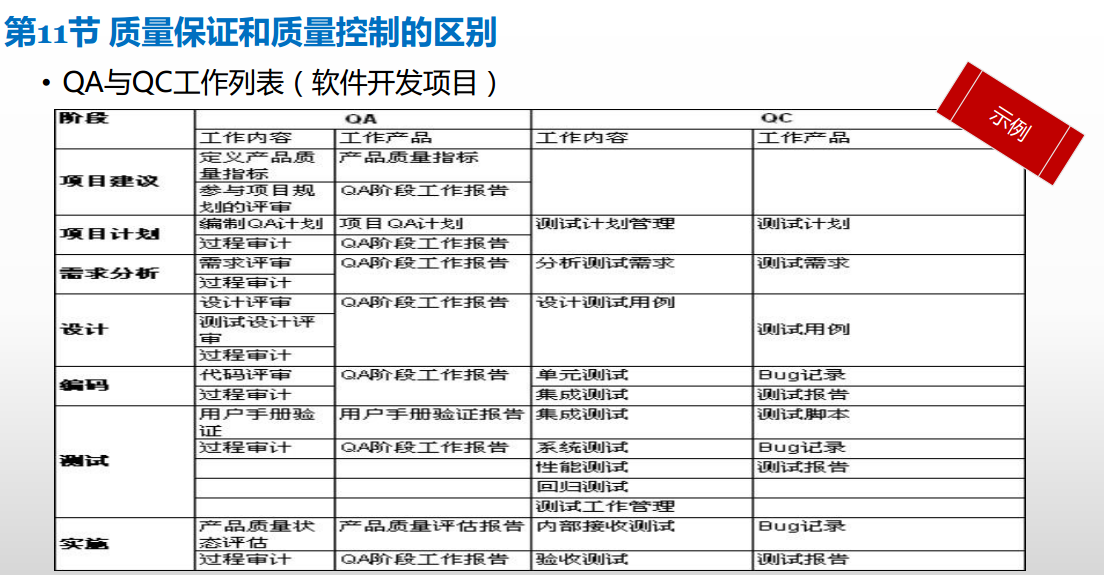 第11节 质量保证和质量控制的区别
• QA与QC工作列表（软件开发项目）
示例
阶段 QA QC
工作内容 工作产品 工作内容 工作产品
项目建议
定义产品质 产品质量指标
量指标
参与项目规 QA阶段工作报告
划的评审
项目计划
编制QA计划 项目QA计划 测试计划管理 测试计划
过程审计 QA阶段工作报告
需求分析
需求评审 QA阶段工作报告 分析测试需求 测试需求
过程审计
设计
设计评审 QA阶段工作报告 设计测试用例 测试用例
测试设计评
审
过程审计
编码
代码评审 QA阶段工作报告 单元测试 Bug记录
过程审计 集成测试 测试报告
测试
用户手册验 用户手册验证报告 集成测试 测试脚本
证
过程审计 QA阶段工作报告 系统测试 Bug记录
性能测试 测试报告
回归测试
测试工作管理
实施
产品质量状 产品质量评估报告 内部接收测试 Bug记录
态评估
过程审计 QA阶段工作报告 验收测试 测试报告